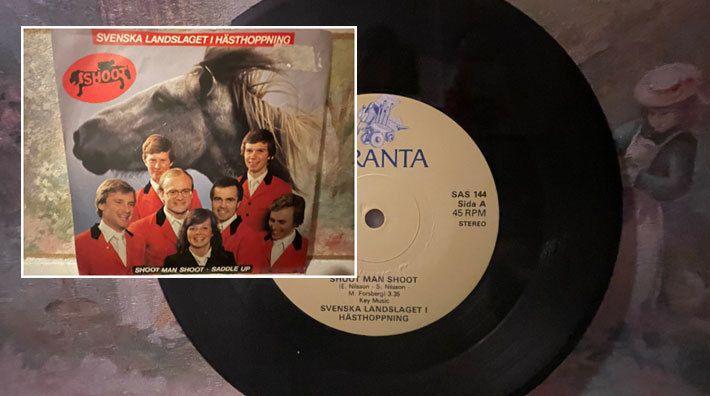 SVENSKA LANDSLAGET I HÄSTHOPPNING
SHOOT
SHOOT MAN SHOOT · SADDLE UP
RANTA
SAS 144
Sida A
45 RPM
STEREO
SHOOT MAN SHOOT
(E. Nilsson - S. Nilsson
M. Forsberg) 3.35
Key Music
SVENSKA LANDSLAGET I
HÄSTHOPPNING